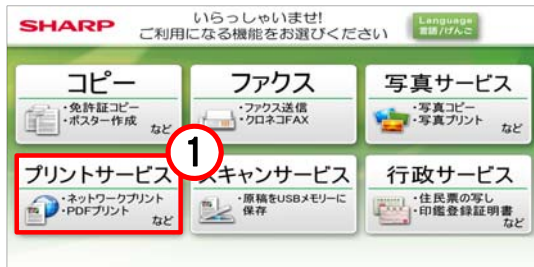 SHARP
いらっしゃいませ!
ご利用になる機能をお選びください
Language
言語/げんご
コピー
・免許証コピー
・ポスター作成
など
ファクス
・ファクス送信
・クロネコFAX
写真サービス
・写真コピー
・写真プリント
など
1
プリントサービス
・ネットワークプリント
・PDFプリント
など
スキャンサービス
・原稿をUSBメモリーに
保存
行政サービス
・住民票の写し
・印鑑登録証明書
など